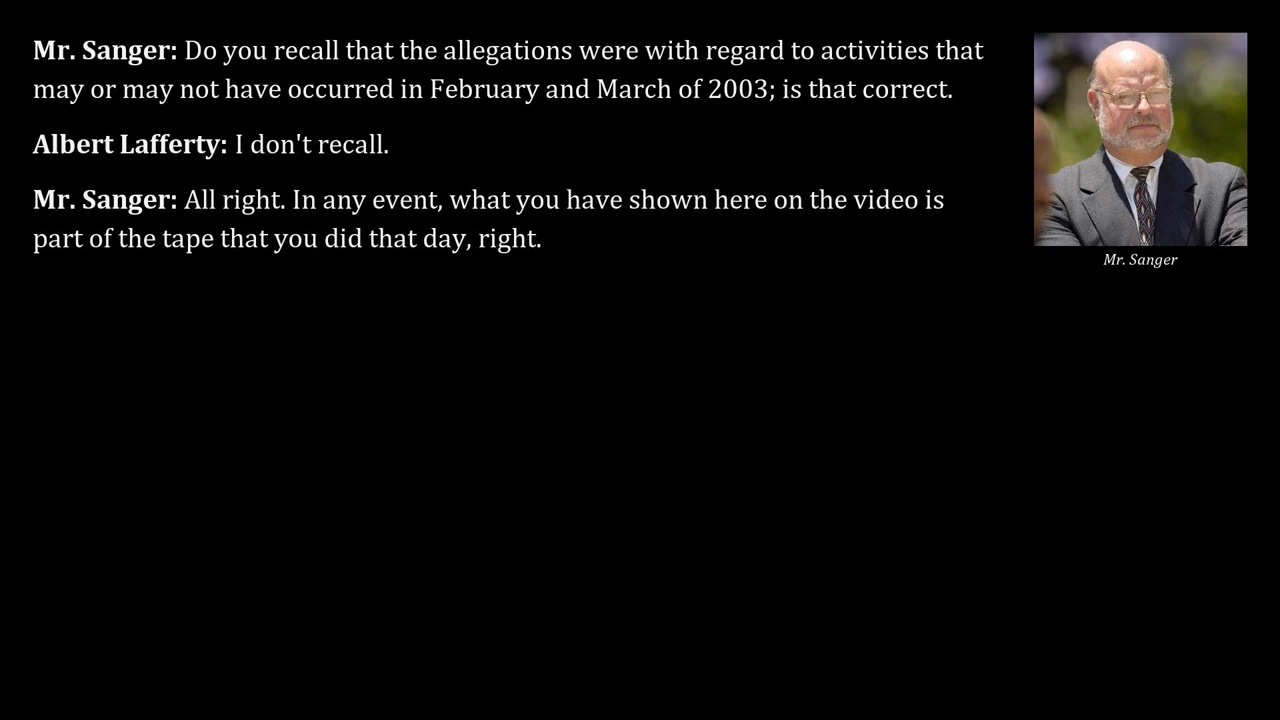 Mr. Sanger: Do you recall that the allegations were with regard to activities that
may or may not have occurred in February and March of 2003; is that correct.
Albert Lafferty: I don't recall.
Mr. Sanger: All right. In any event, what you have shown here on the video is
part of the tape that you did that day, right.
Mr. Sanger